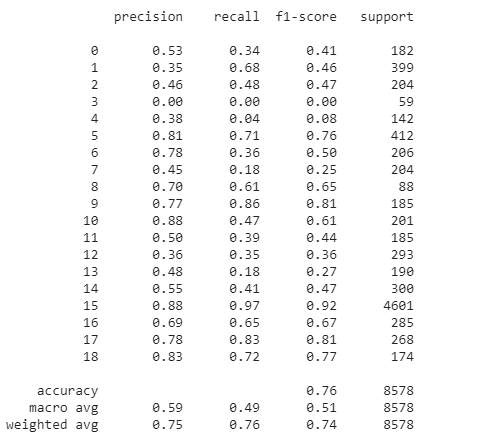 precision recall f1-score support
0 0.53 0.34 0.41 182
1 0.35 0.68 0.46 399
2 0.46 0.48 0.47 204
3 0.00 0.00 0.00 59
4 0.38 0.04 0.08 142
5 0.81 0.71 0.76 412
6 0.78 0.36 0.50 206
7 0.45 0.18 0.25 204
8 0.70 0.61 0.65 88
9 0.77 0.86 0.81 185
10 0.88 0.47 0.61 201
11 0.50 0.39 0.44 185
12 0.36 0.35 0.36 293
13 0.48 0.18 0.27 190
14 0.55 0.41 0.47 300
15 0.88 0.97 0.92 4601
16 0.69 0.65 0.67 285
17 0.78 0.83 0.81 268
18 0.83 0.72 0.77 174
accuracy 0.76 8578
macro avg 0.59 0.49 0.51 8578
weighted avg 0.75 0.76 0.74 8578